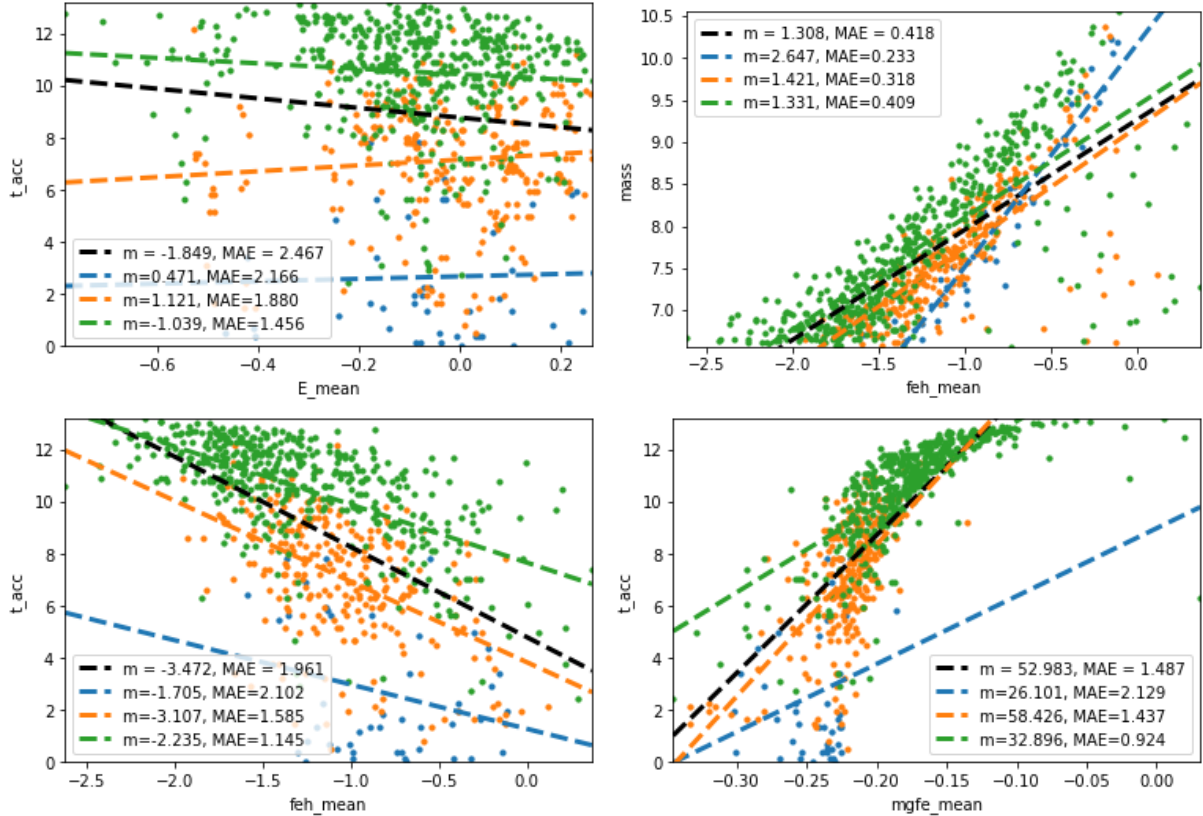 12
10
8
6
4
2
0
t_acc
m = -1.849, MAE = 2.467
m=0.471, MAE=2.166
m=1.121, MAE=1.880
m=-1.039, MAE=1.456
−0.6 −0.4 −0.2 0.0 0.2
E_mean
10.5
10.0
9.5
9.0
8.5
8.0
7.5
7.0
mass
m = 1.308, MAE = 0.418
m=2.647, MAE=0.233
m=1.421, MAE=0.318
m=1.331, MAE=0.409
−2.5 −2.0 −1.5 −1.0 −0.5 0.0
feh_mean
12
10
8
6
4
2
0
t_acc
m = -3.472, MAE = 1.961
m=-1.705, MAE=2.102
m=-3.107, MAE=1.585
m=-2.235, MAE=1.145
−2.5 −2.0 −1.5 −1.0 −0.5 0.0
feh_mean
12
10
8
6
4
2
0
t_acc
m = 52.983, MAE = 1.487
m=26.101, MAE=2.129
m=58.426, MAE=1.437
m=32.896, MAE=0.924
−0.30 −0.25 −0.20 −0.15 −0.10 −0.05 0.00
mgfe_mean